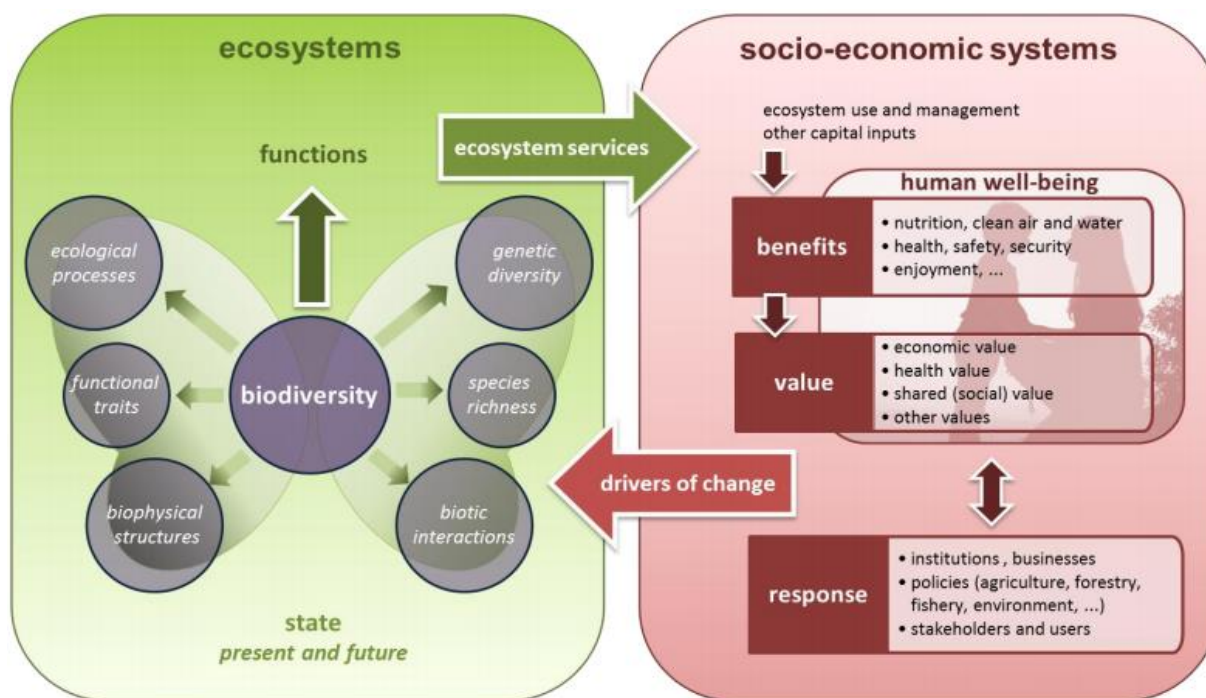 ecosystems
functions
ecological
processes
genetic
diversity
functional
traits
biodiversity
species
richness
biophysical
structures
biotic
interactions
state
present and future
ecosystem services
drivers of change
socio-economic systems
ecosystem use and management
other capital inputs
human well-being
benefits
• nutrition, clean air and water
• health, safety, security
• enjoyment, ...
value
• economic value
• health value
• shared (social) value
• other values
response
• institutions , businesses
• policies (agriculture, forestry,
fishery, environment, ...)
• stakeholders and users